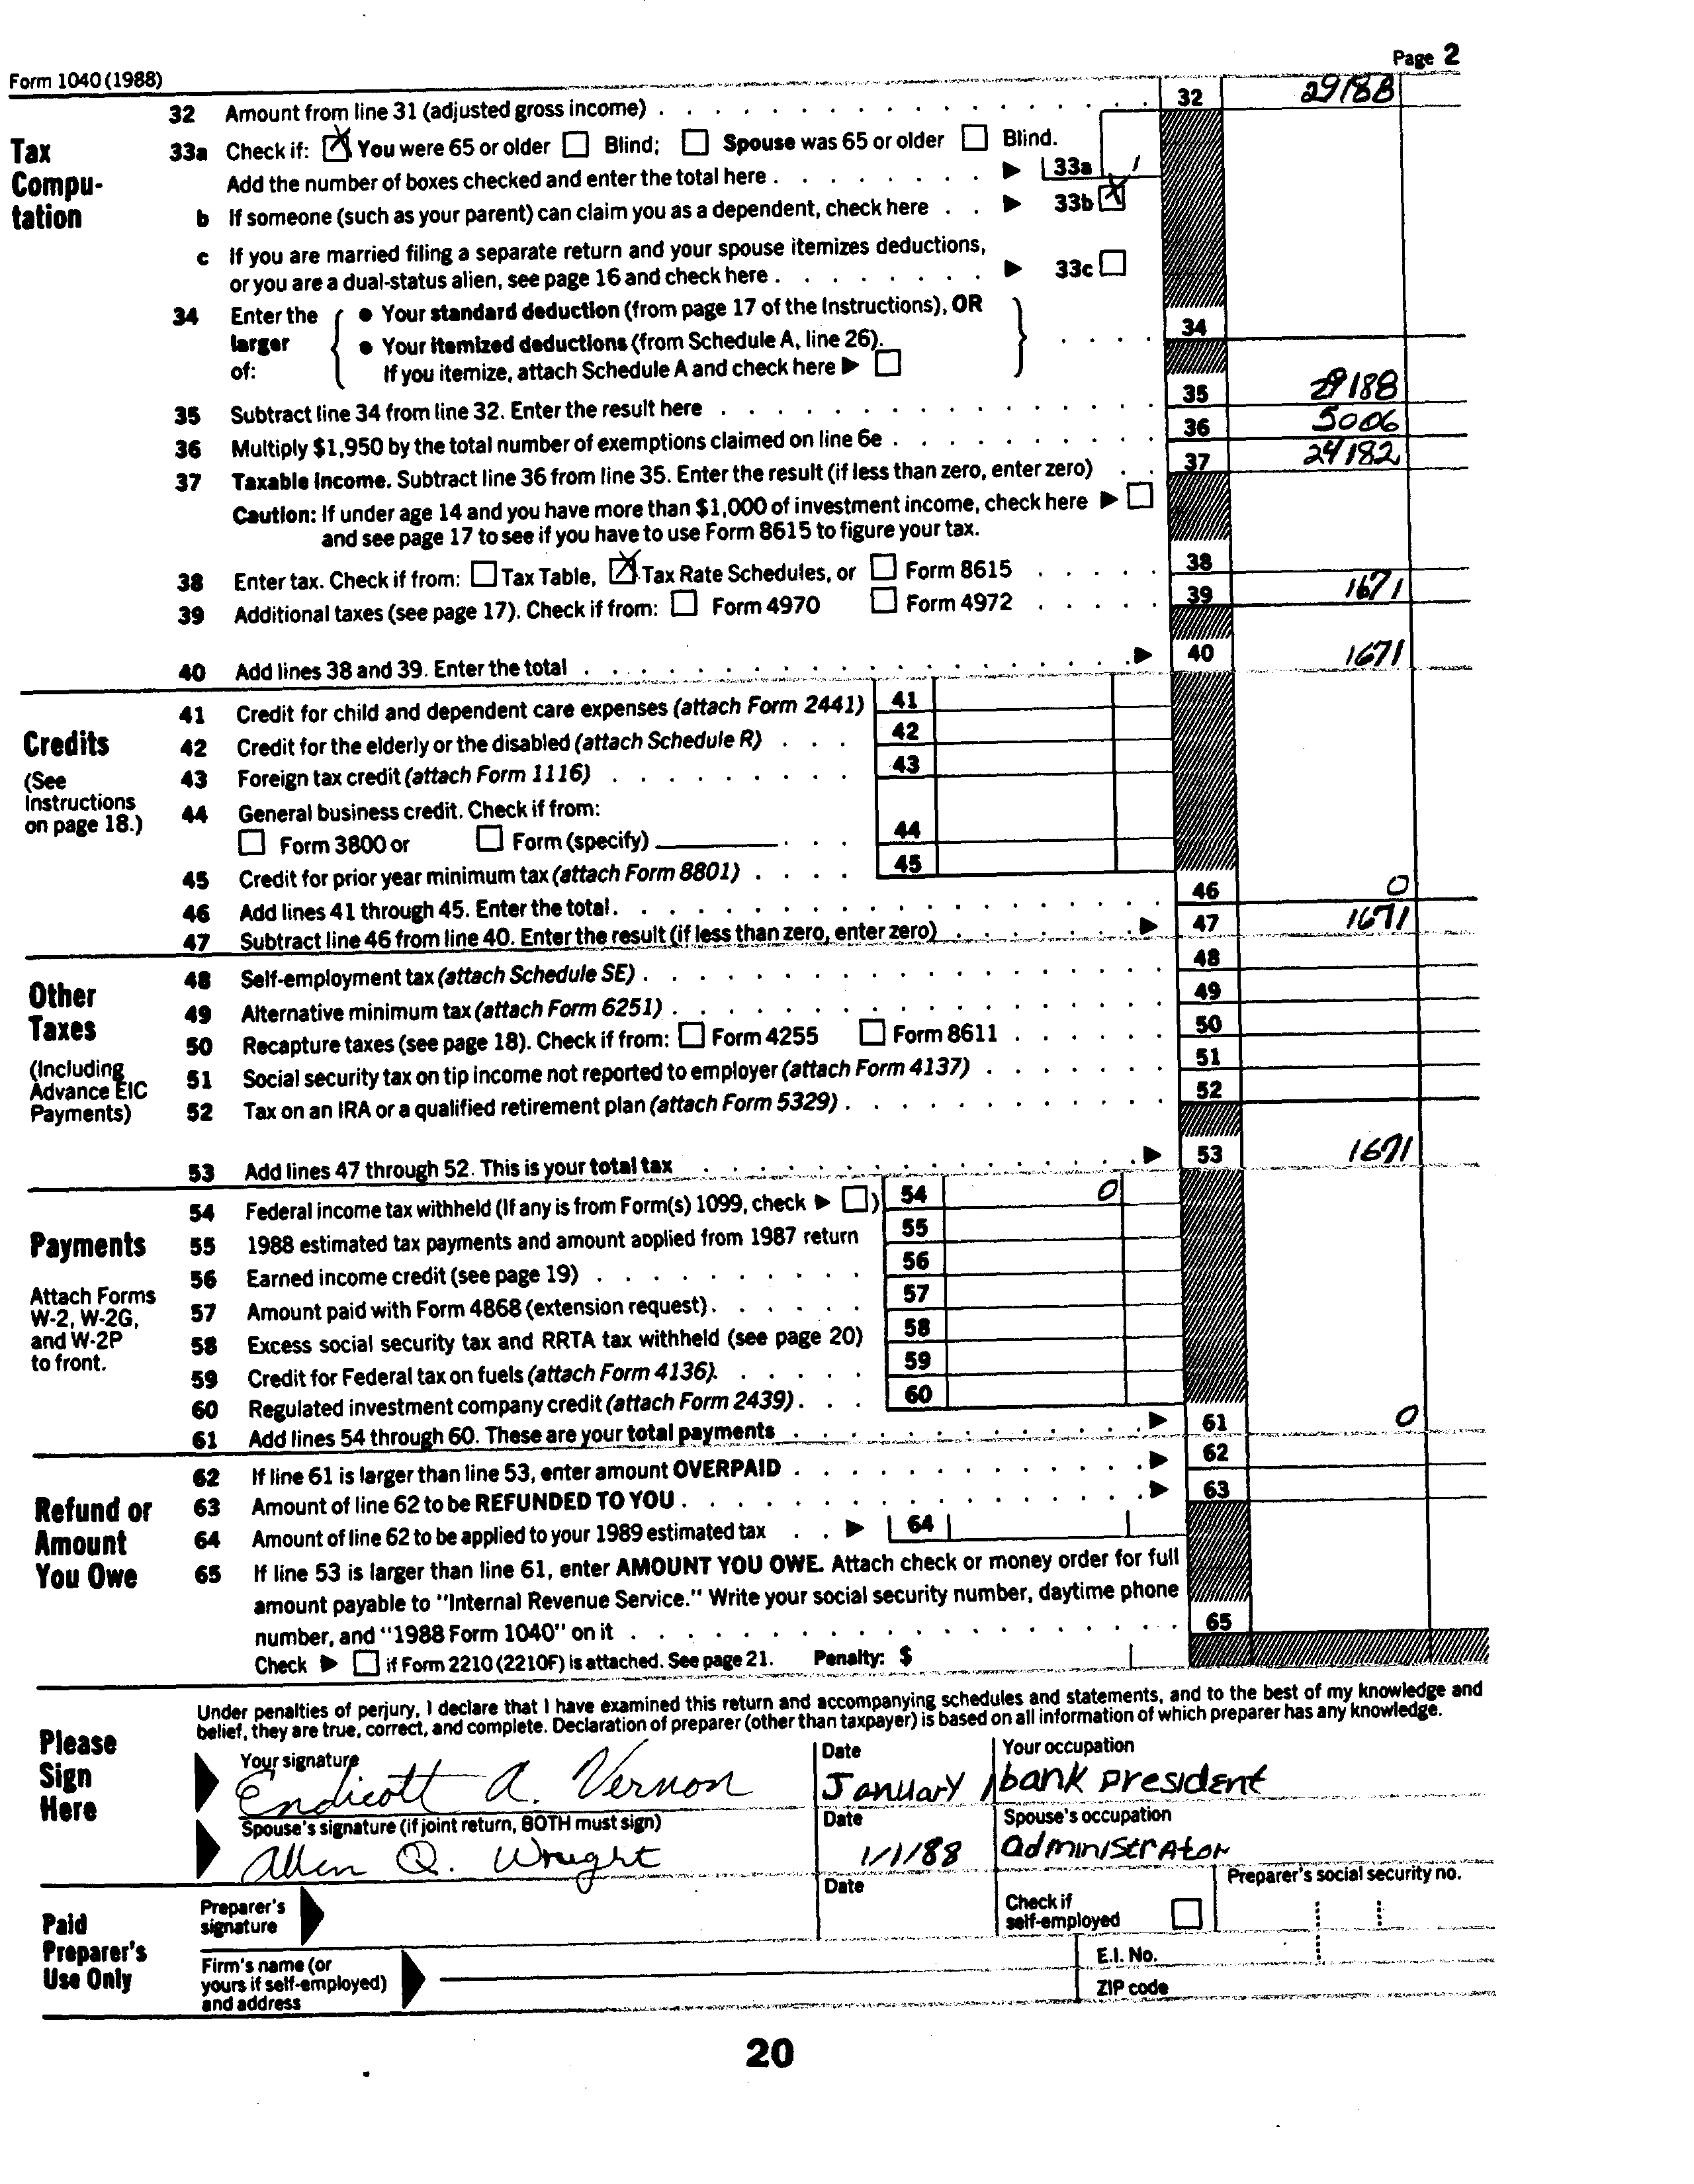 Page 2
Form 1040 (1988)
32 Amount from line 31 (adjusted gross income) 32 29188
Tax Compu-tation
33a Check if: You were 65 or older Blind; Spouse was 65 or older Blind.
Add the number of boxes checked and enter the total here 33a 1
b If someone (such as your parent) can claim you as a dependent, check here 33b
c If you are married filing a separate return and your spouse itemizes deductions,
or you are a dual-status alien, see page 16 and check here 33c
34 Enter the larger of:
● Your standard deduction (from page 17 of the Instructions), OR
● Your itemized deductions (from Schedule A, line 26).
If you itemize, attach Schedule A and check here 34
35 Subtract line 34 from line 32. Enter the result here 35 29188
36 Multiply $1,950 by the total number of exemptions claimed on line 6e 36 5006
37 Taxable income. Subtract line 36 from line 35. Enter the result (if less than zero, enter zero) 37 24182
Caution: If under age 14 and you have more than $1,000 of investment income, check here
and see page 17 to see if you have to use Form 8615 to figure your tax.
38 Enter tax. Check if from: Tax Table, Tax Rate Schedules, or Form 8615 38
39 Additional taxes (see page 17). Check if from: Form 4970 Form 4972 39 1671
40 Add lines 38 and 39. Enter the total 40 1671
Credits
(See Instructions on page 18.)
41 Credit for child and dependent care expenses (attach Form 2441) 41
42 Credit for the elderly or the disabled (attach Schedule R) 42
43 Foreign tax credit (attach Form 1116) 43
44 General business credit. Check if from:
Form 3800 or Form (specify) 44
45 Credit for prior year minimum tax (attach Form 8801) 45
46 Add lines 41 through 45. Enter the total. 46 0
47 Subtract line 46 from line 40. Enter the result (if less than zero, enter zero) 47 1671
Other Taxes
(Including Advance EIC Payments)
48 Self-employment tax (attach Schedule SE) 48
49 Alternative minimum tax (attach Form 6251) 49
50 Recapture taxes (see page 18). Check if from: Form 4255 Form 8611 50
51 Social security tax on tip income not reported to employer (attach Form 4137) 51
52 Tax on an IRA or a qualified retirement plan (attach Form 5329) 52
53 Add lines 47 through 52. This is your total tax 53 1671
Payments
Attach Forms W-2, W-2G, and W-2P to front.
54 Federal income tax withheld (If any is from Form(s) 1099, check ) 54 0
55 1988 estimated tax payments and amount applied from 1987 return 55
56 Earned income credit (see page 19) 56
57 Amount paid with Form 4868 (extension request) 57
58 Excess social security tax and RRTA tax withheld (see page 20) 58
59 Credit for Federal tax on fuels (attach Form 4136). 59
60 Regulated investment company credit (attach Form 2439) 60
61 Add lines 54 through 60. These are your total payments 61 0
Refund or Amount You Owe
62 If line 61 is larger than line 53, enter amount OVERPAID 62
63 Amount of line 62 to be REFUNDED TO YOU 63
64 Amount of line 62 to be applied to your 1989 estimated tax 64
65 If line 53 is larger than line 61, enter AMOUNT YOU OWE. Attach check or money order for full
amount payable to "Internal Revenue Service." Write your social security number, daytime phone
number, and "1988 Form 1040" on it 65
Check if Form 2210 (2210F) is attached. See page 21. Penalty: $
Please Sign Here
Under penalties of perjury, I declare that I have examined this return and accompanying schedules and statements, and to the best of my knowledge and
belief, they are true, correct, and complete. Declaration of preparer (other than taxpayer) is based on all information of which preparer has any knowledge.
Your signature Date Your occupation
Endicott A. Vernon January 1 bank president
Spouse's signature (if joint return, BOTH must sign) Date Spouse's occupation
Allen Q. Wright 1/1/88 administrator
Paid Preparer's Use Only
Preparer's signature Date Check if self-employed Preparer's social security no.
Firm's name (or yours if self-employed) and address E.I. No.
ZIP code
20